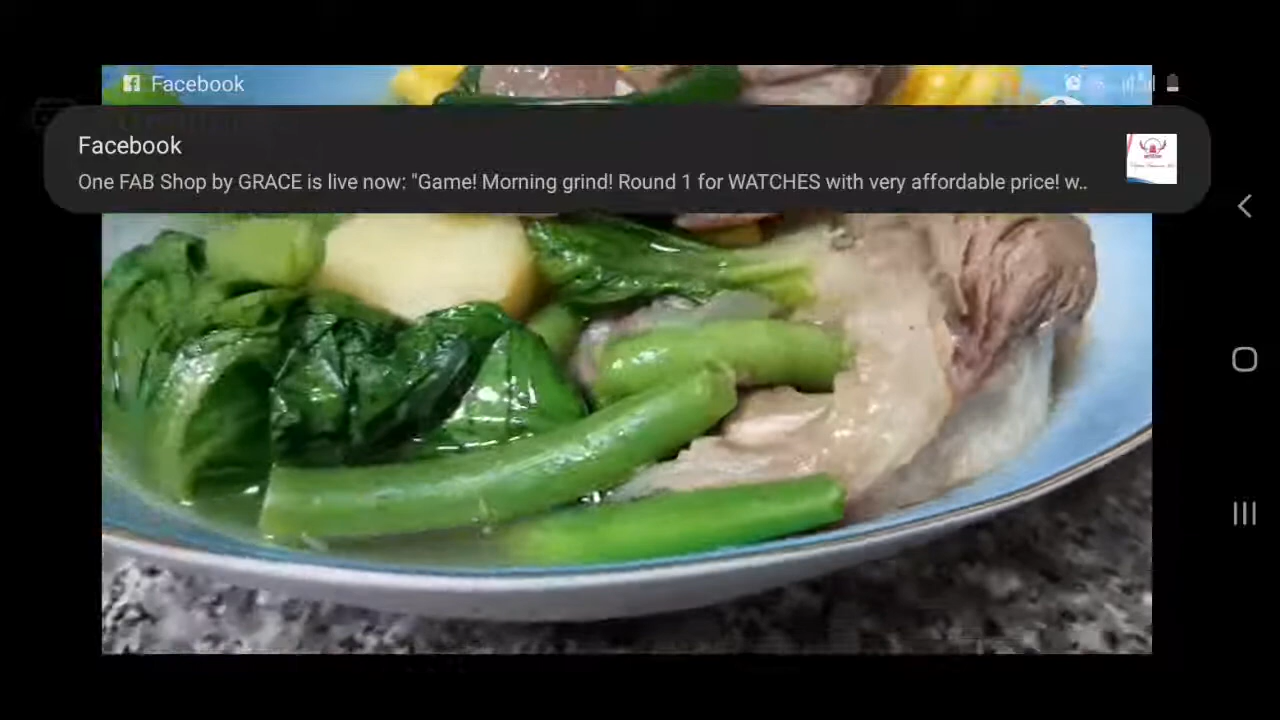 Facebook
Facebook
One FAB Shop by GRACE is live now: "Game! Morning grind! Round 1 for WATCHES with very affordable price! w..